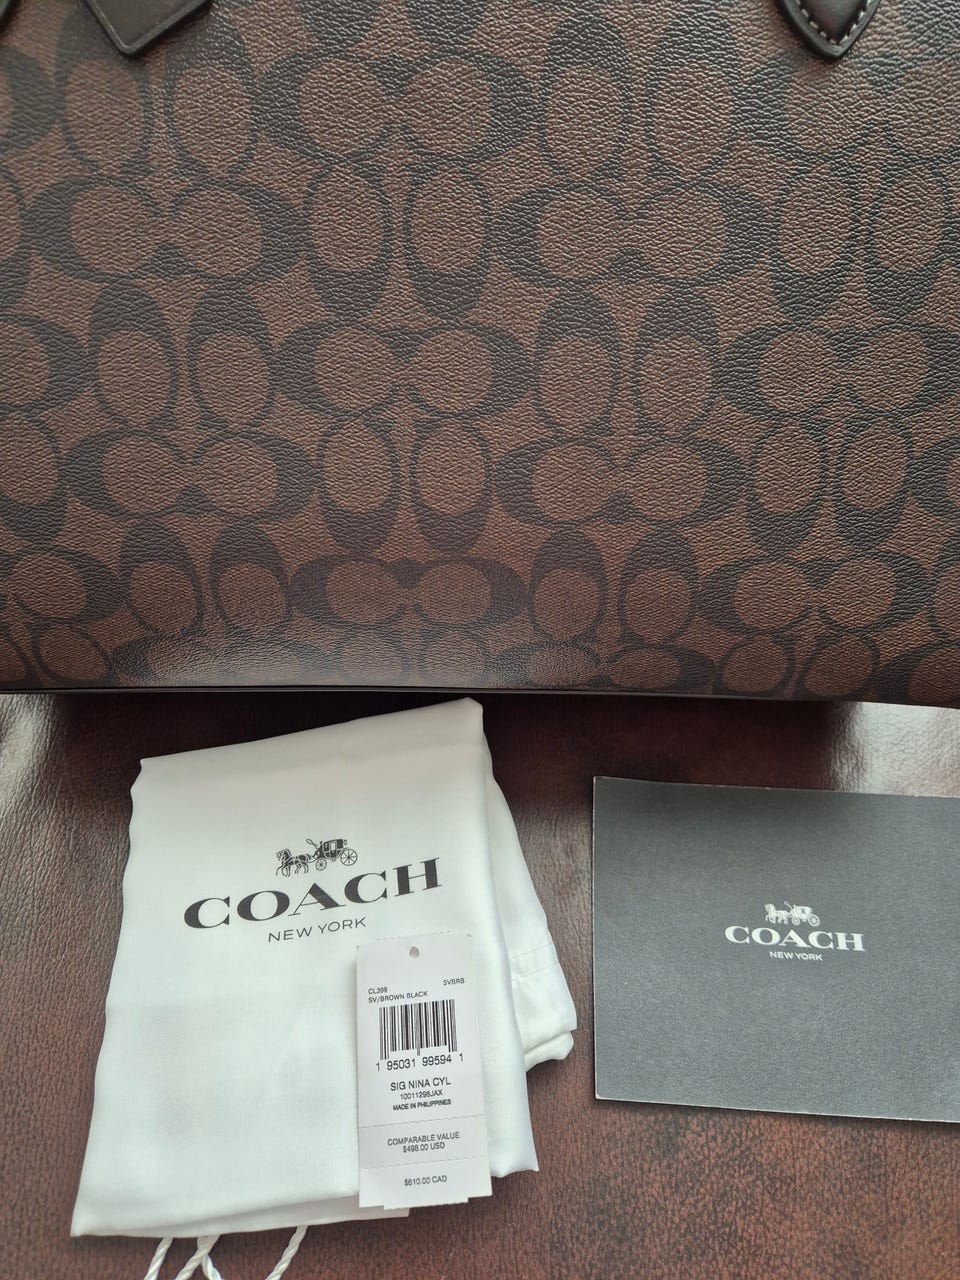 COACH
NEW YORK
COACH
NEW YORK
CL399 SVBRB
SV/BROWN BLACK
1 95031 99594 1
SIG NINA CYL
10011296JAX
MADE IN PHILIPPINES
COMPARABLE VALUE
$498.00 USD
$610.00 CAD